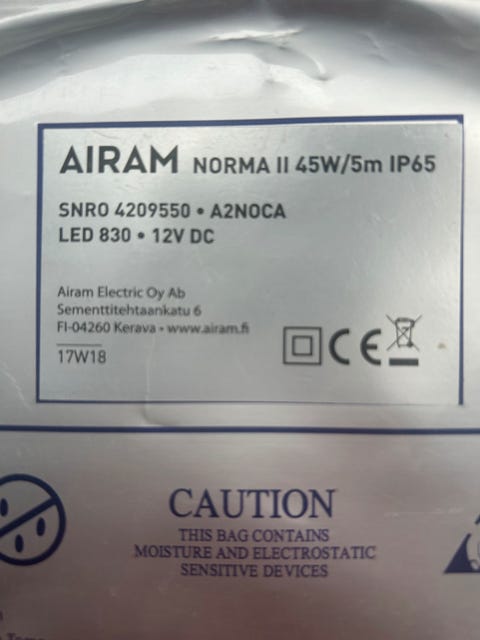 AIRAM NORMA II 45W/5m IP65
SNRO 4209550 • A2NOCA
LED 830 • 12V DC
Airam Electric Oy Ab
Sementtitehtaankatu 6
FI-04260 Kerava • www.airam.fi
17W18
CE
CAUTION
THIS BAG CONTAINS
MOISTURE AND ELECTROSTATIC
SENSITIVE DEVICES